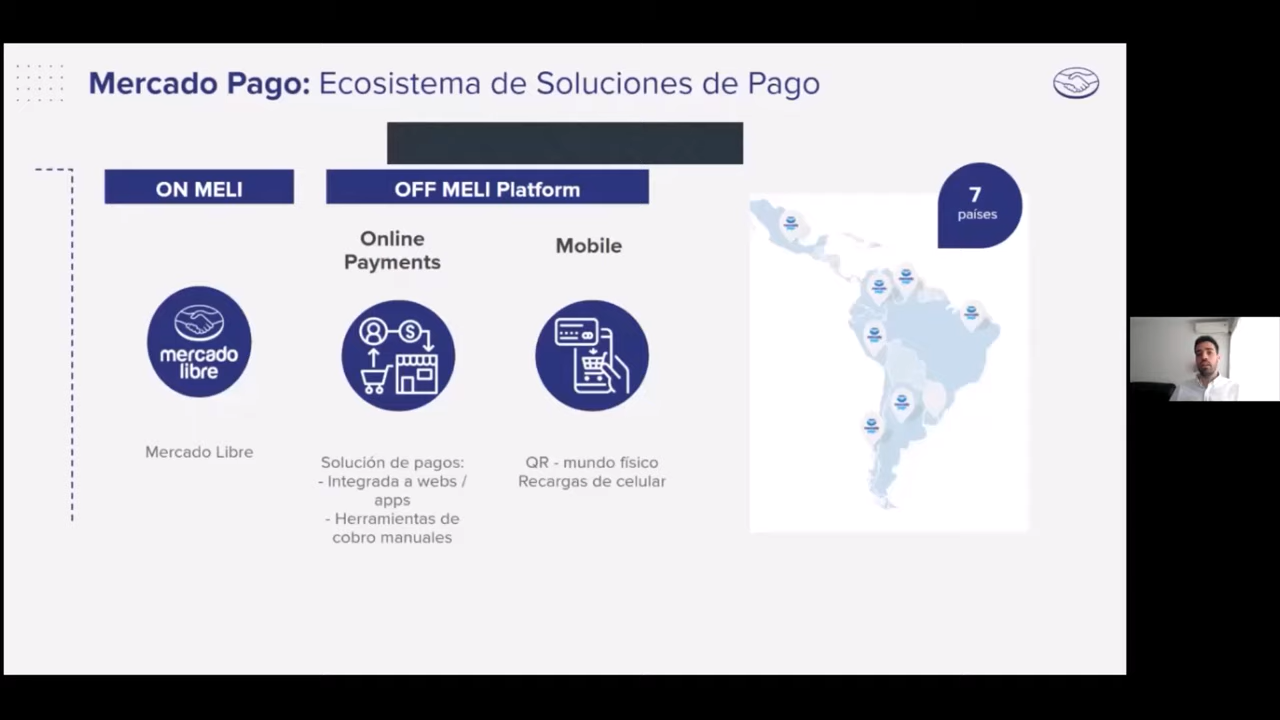 Mercado Pago: Ecosistema de Soluciones de Pago
ON MELI
OFF MELI Platform
7
países
Online
Payments
Mobile
mercado
libre
Mercado Libre
Solución de pagos:
- Integrada a webs /
apps
- Herramientas de
cobro manuales
QR - mundo físico
Recargas de celular